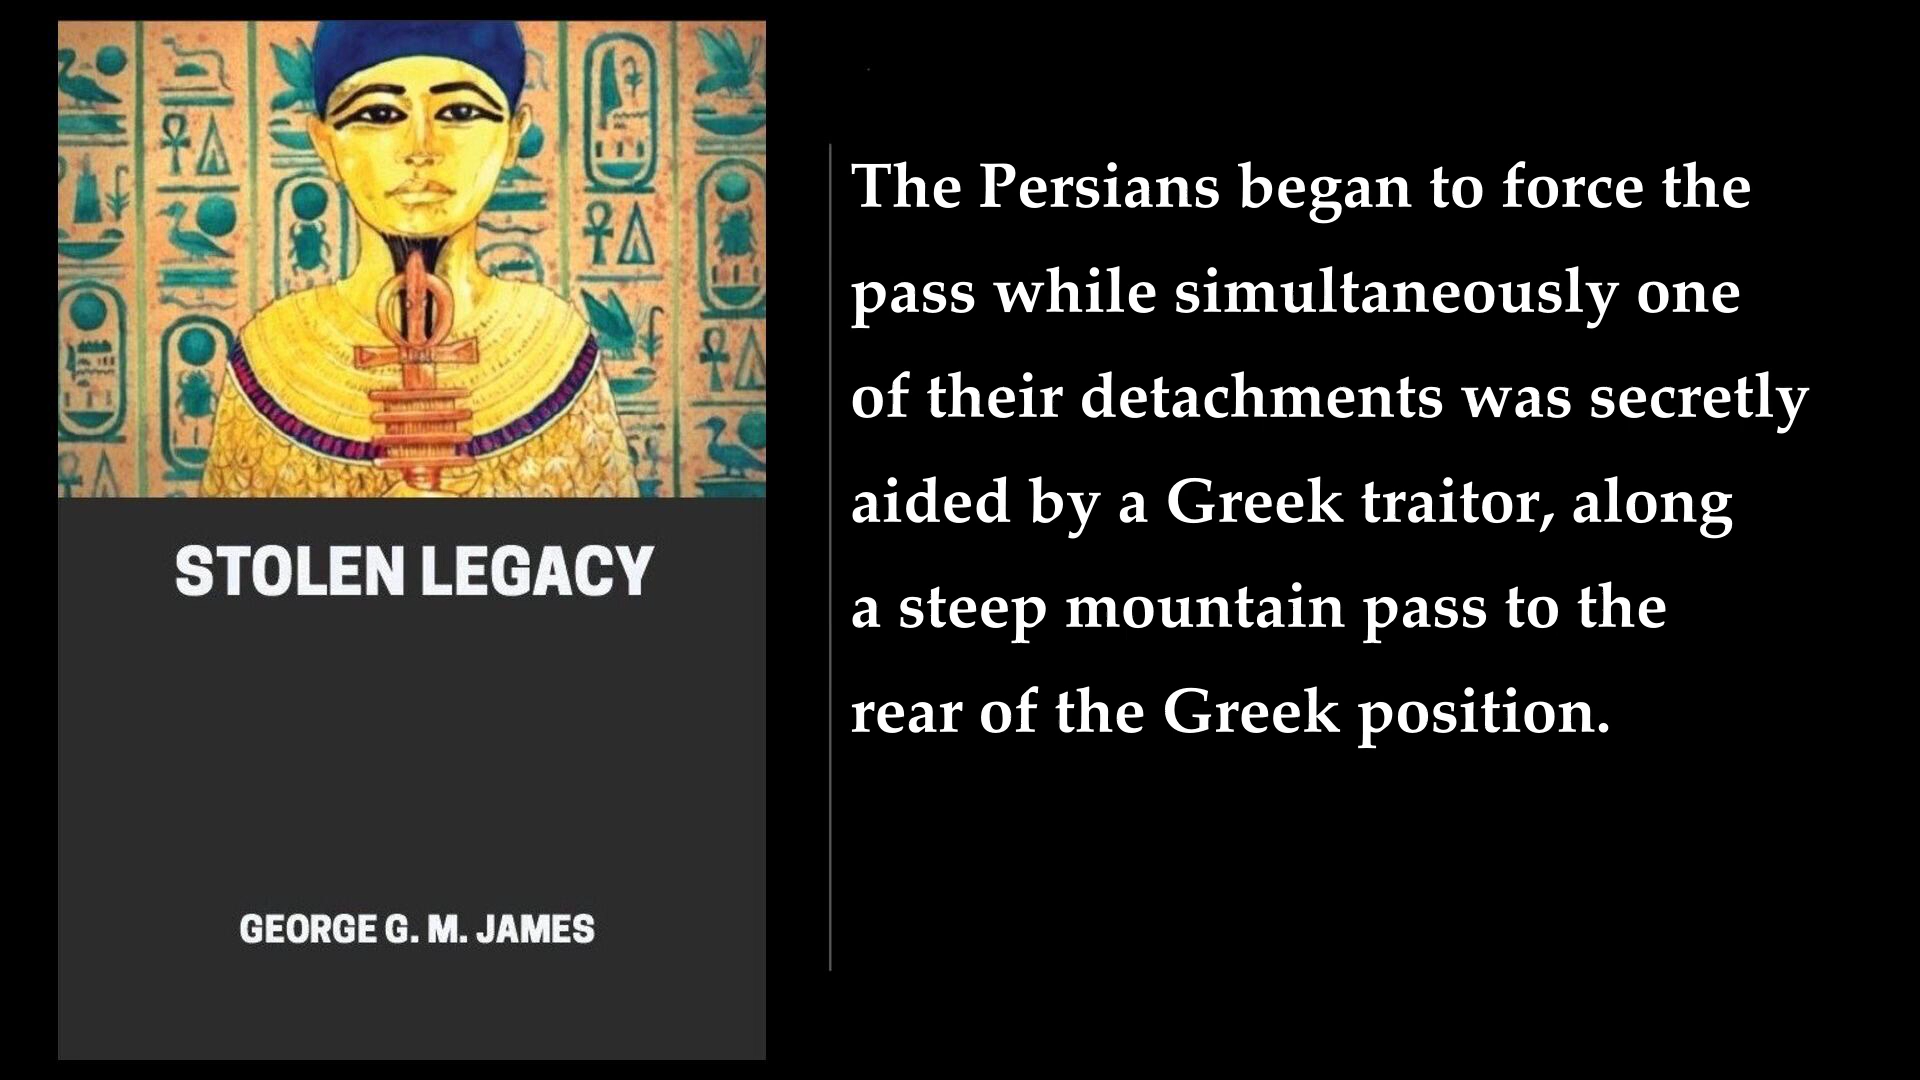 STOLEN LEGACY
GEORGE G. M. JAMES
The Persians began to force the
pass while simultaneously one
of their detachments was secretly
aided by a Greek traitor, along
a steep mountain pass to the
rear of the Greek position.